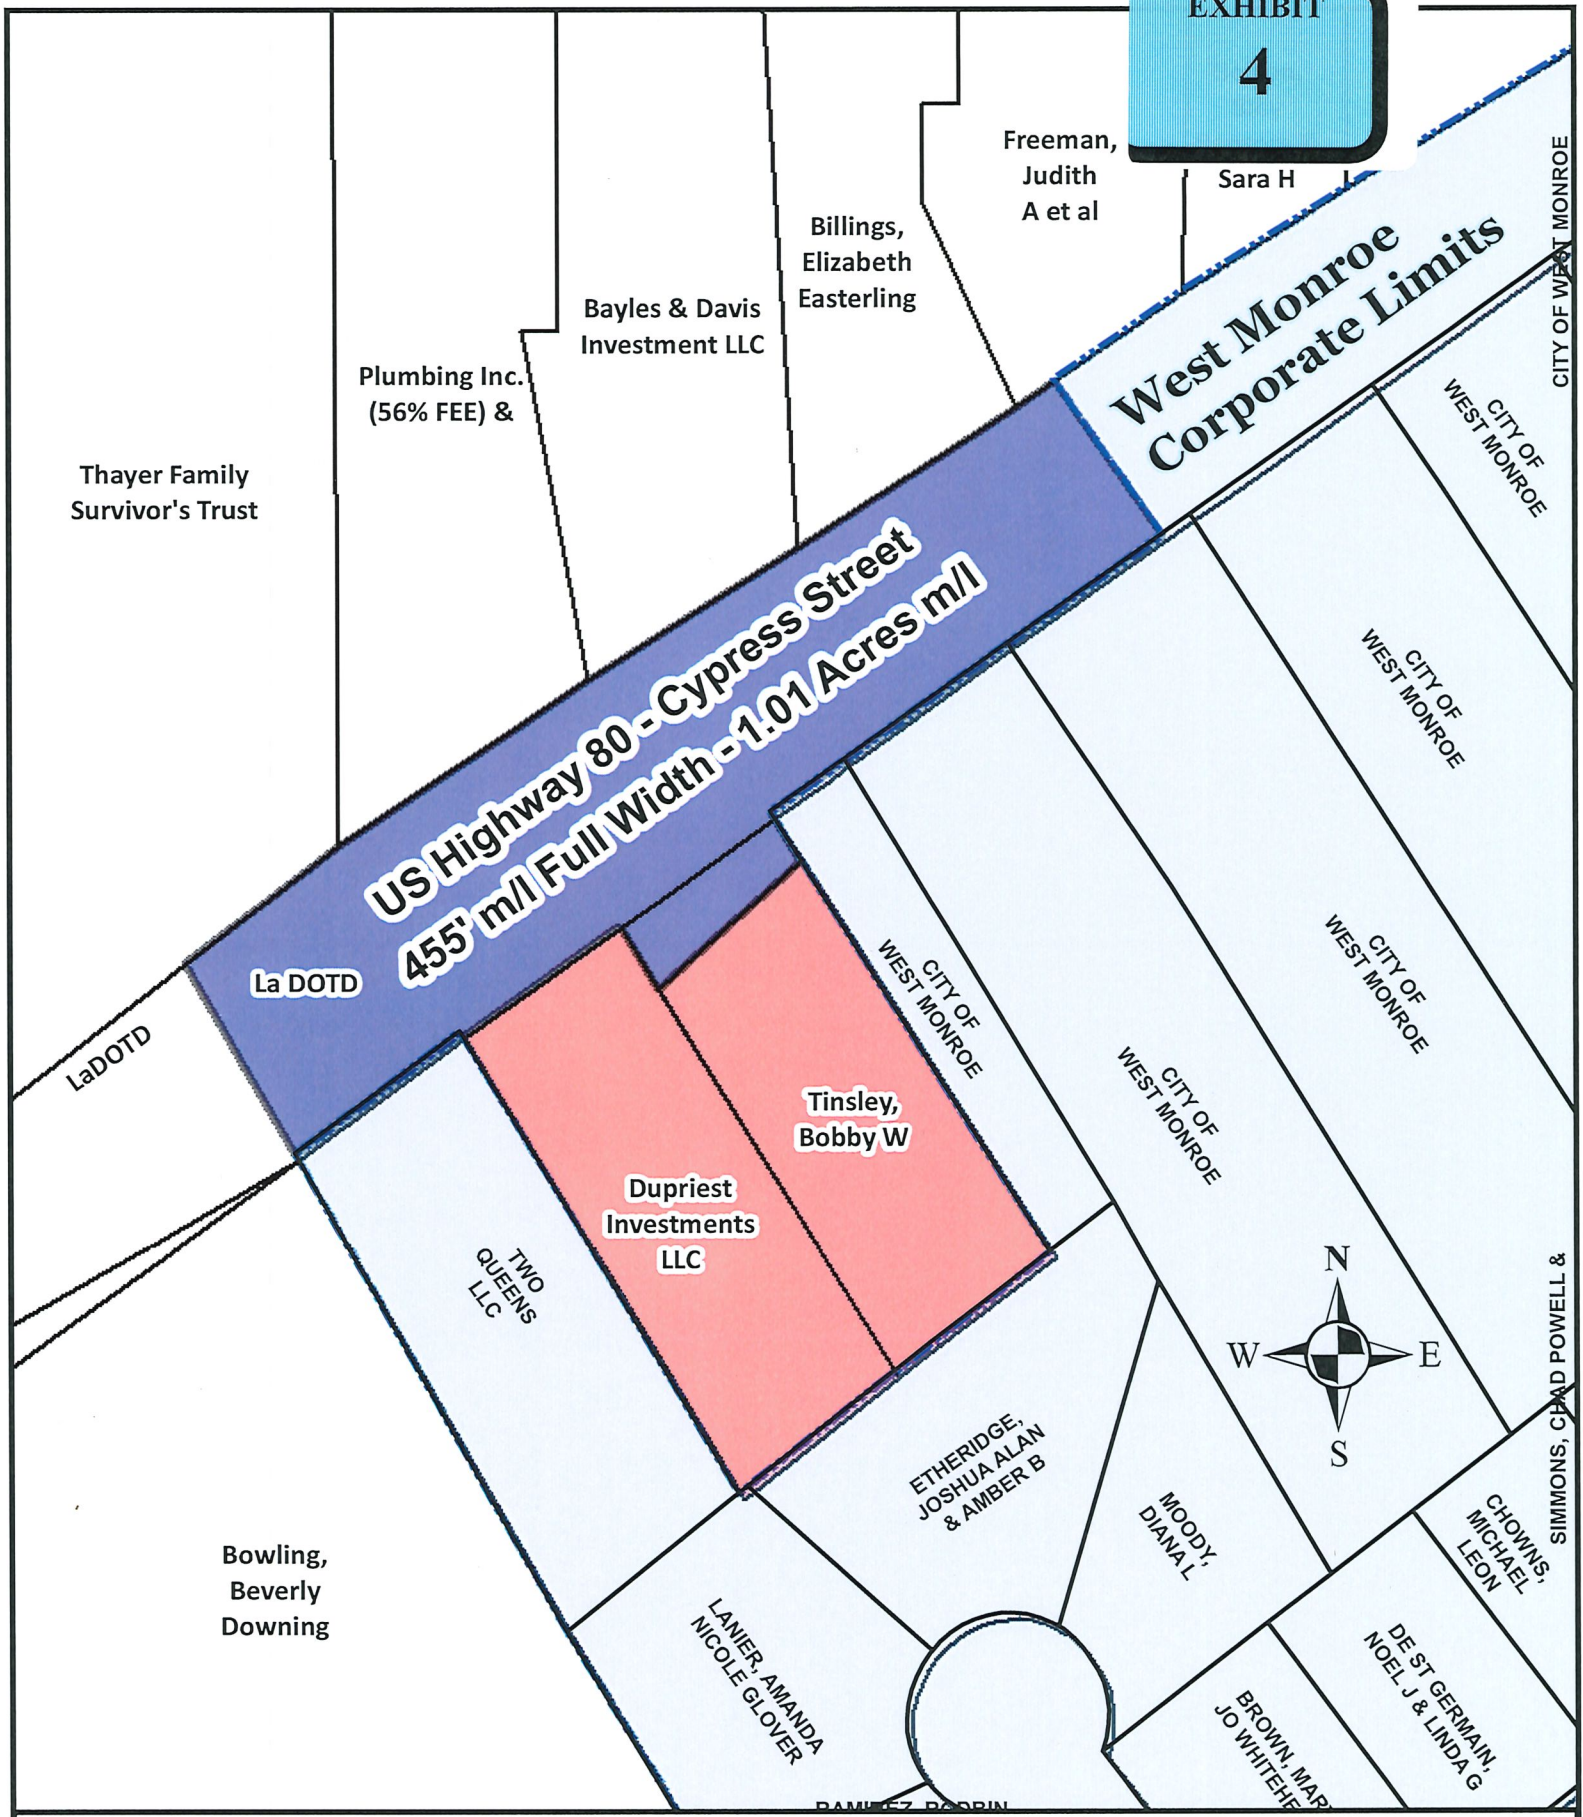 EXHIBIT
4
Freeman,
Judith
A et al
Sara H
CITY OF WEST MONROE
Billings,
Elizabeth
Easterling
Bayles & Davis
Investment LLC
Plumbing Inc.
(56% FEE) &
Thayer Family
Survivor's Trust
West Monroe
Corporate Limits
CITY OF
WEST MONROE
CITY OF
WEST MONROE
US Highway 80 - Cypress Street
455' m/l Full Width - 1.01 Acres m/l
La DOTD
LaDOTD
CITY OF
WEST MONROE
CITY OF
WEST MONROE
CITY OF
WEST MONROE
Tinsley,
Bobby W
Dupriest
Investments
LLC
TWO
QUEENS
LLC
N
W
E
S
SIMMONS, CHAD POWELL &
ETHERIDGE,
JOSHUA ALAN
& AMBER B
MOODY,
DIANA L
CHOWNS,
MICHAEL
LEON
Bowling,
Beverly
Downing
LANIER, AMANDA
NICOLE GLOVER
DE ST GERMAIN,
NOEL J & LINDA G
BROWN, MAR
JO WHITEHE